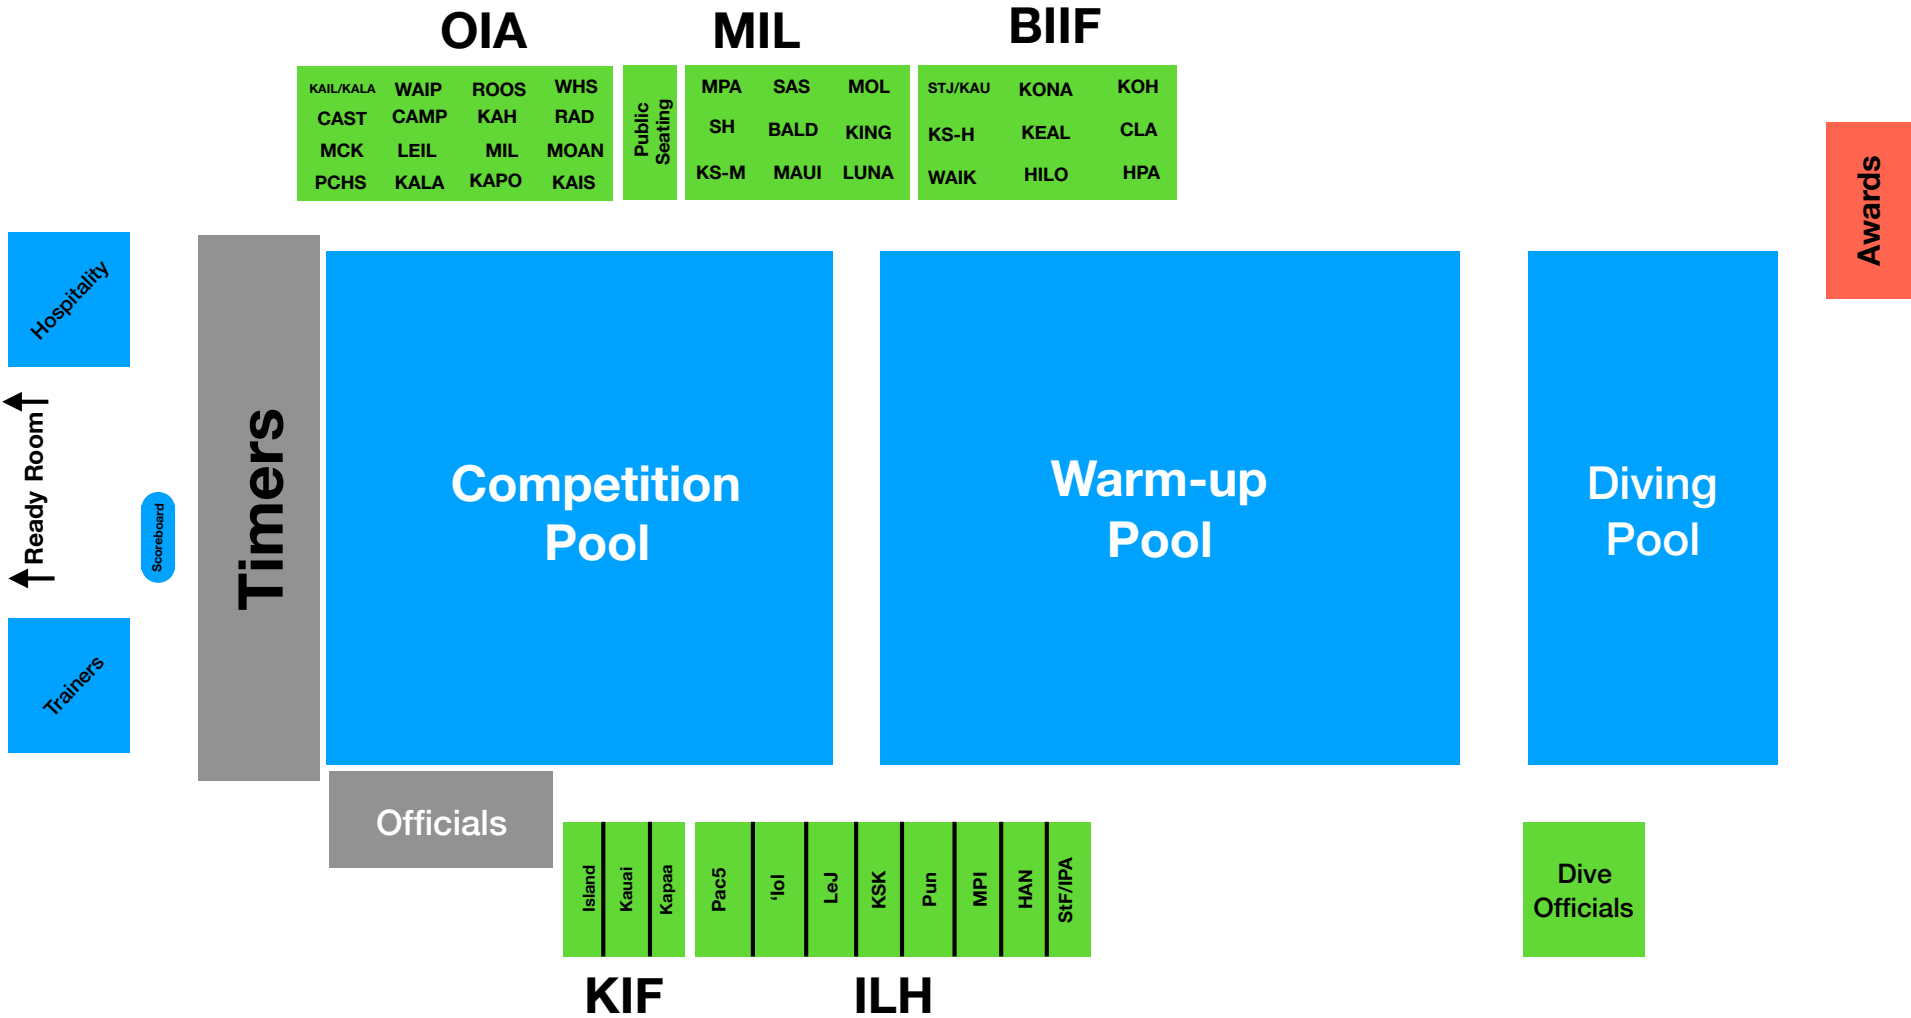 OIA
MIL
BIIF
KAIL/KALA WAIP ROOS WHS
CAST CAMP KAH RAD
MCK LEIL MIL MOAN
PCHS KALA KAPO KAIS
Public
Seating
MPA SAS MOL
SH BALD KING
KS-M MAUI LUNA
STJ/KAU KONA KOH
KS-H KEAL CLA
WAIK HILO HPA
Awards
Hospitality
Ready Room
Scoreboard
Trainers
Timers
Competition
Pool
Warm-up
Pool
Diving
Pool
Officials
Island
Kauai
Kapaa
Pac5
‘Iol
LeJ
KSK
Pun
MPI
HAN
StF/IPA
Dive
Officials
KIF
ILH